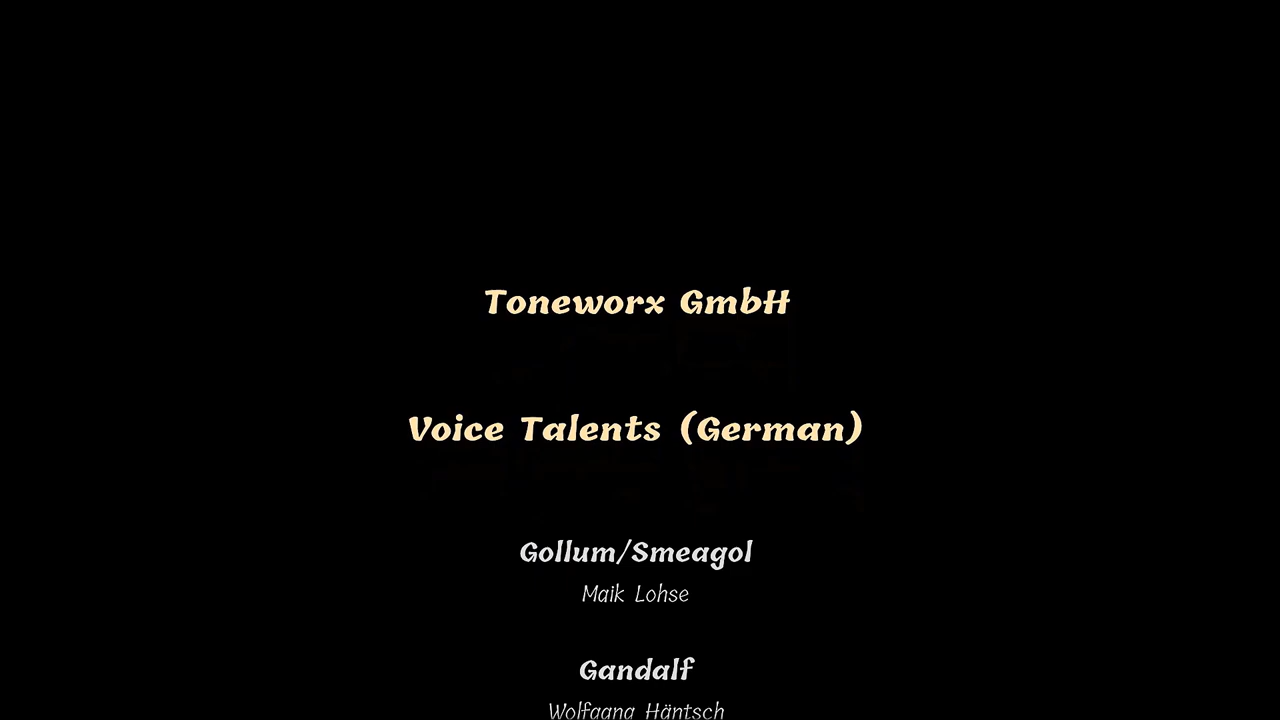 Toneworx GmbH
Voice Talents (German)
Gollum/Smeagol
Maik Lohse
Gandalf
Wolfgang Häntsch